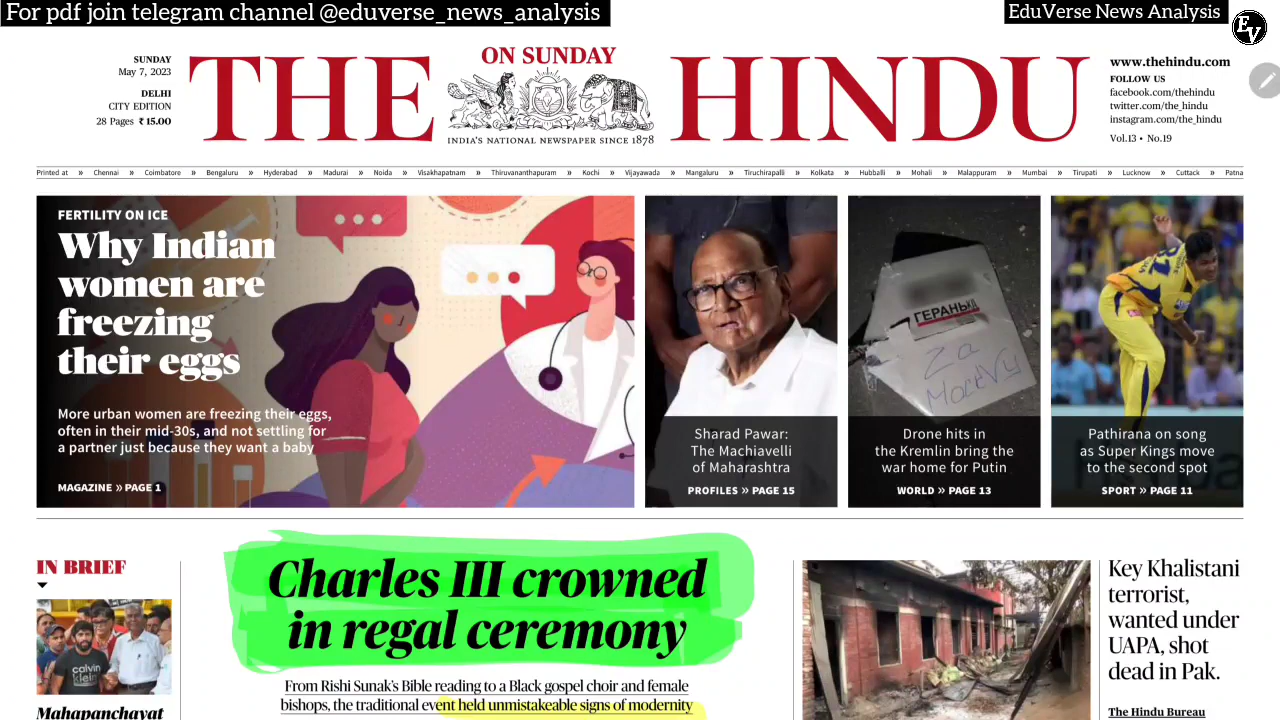 For pdf join telegram channel @eduverse_news_analysis
EduVerse News Analysis
EV
SUNDAY
May 7, 2023
DELHI
CITY EDITION
28 Pages ₹ 15.00
THE
ON SUNDAY
HINDU
INDIA'S NATIONAL NEWSPAPER SINCE 1878
www.thehindu.com
FOLLOW US
facebook.com/thehindu
twitter.com/the_hindu
instagram.com/the_hindu
Vol.13 • No.19
Printed at » Chennai » Coimbatore » Bengaluru » Hyderabad » Madurai » Noida » Visakhapatnam » Thiruvananthapuram » Kochi » Vijayawada » Mangaluru » Tiruchirapalli » Kolkata » Hubballi » Mohali » Malappuram » Mumbai » Tirupati » Lucknow » Cuttack » Patna
FERTILITY ON ICE
Why Indian
women are
freezing
their eggs
More urban women are freezing their eggs,
often in their mid-30s, and not settling for
a partner just because they want a baby
MAGAZINE » PAGE 1
Sharad Pawar:
The Machiavelli
of Maharashtra
PROFILES » PAGE 15
ГЕРАНЬ
Za
Москву
Drone hits in
the Kremlin bring the
war home for Putin
WORLD » PAGE 13
Pathirana on song
as Super Kings move
to the second spot
SPORT » PAGE 11
IN BRIEF
calvin
klein
Mahapanchayat
Charles III crowned
in regal ceremony
From Rishi Sunak's Bible reading to a Black gospel choir and female
bishops, the traditional event held unmistakeable signs of modernity
Key Khalistani
terrorist,
wanted under
UAPA, shot
dead in Pak.
The Hindu Bureau